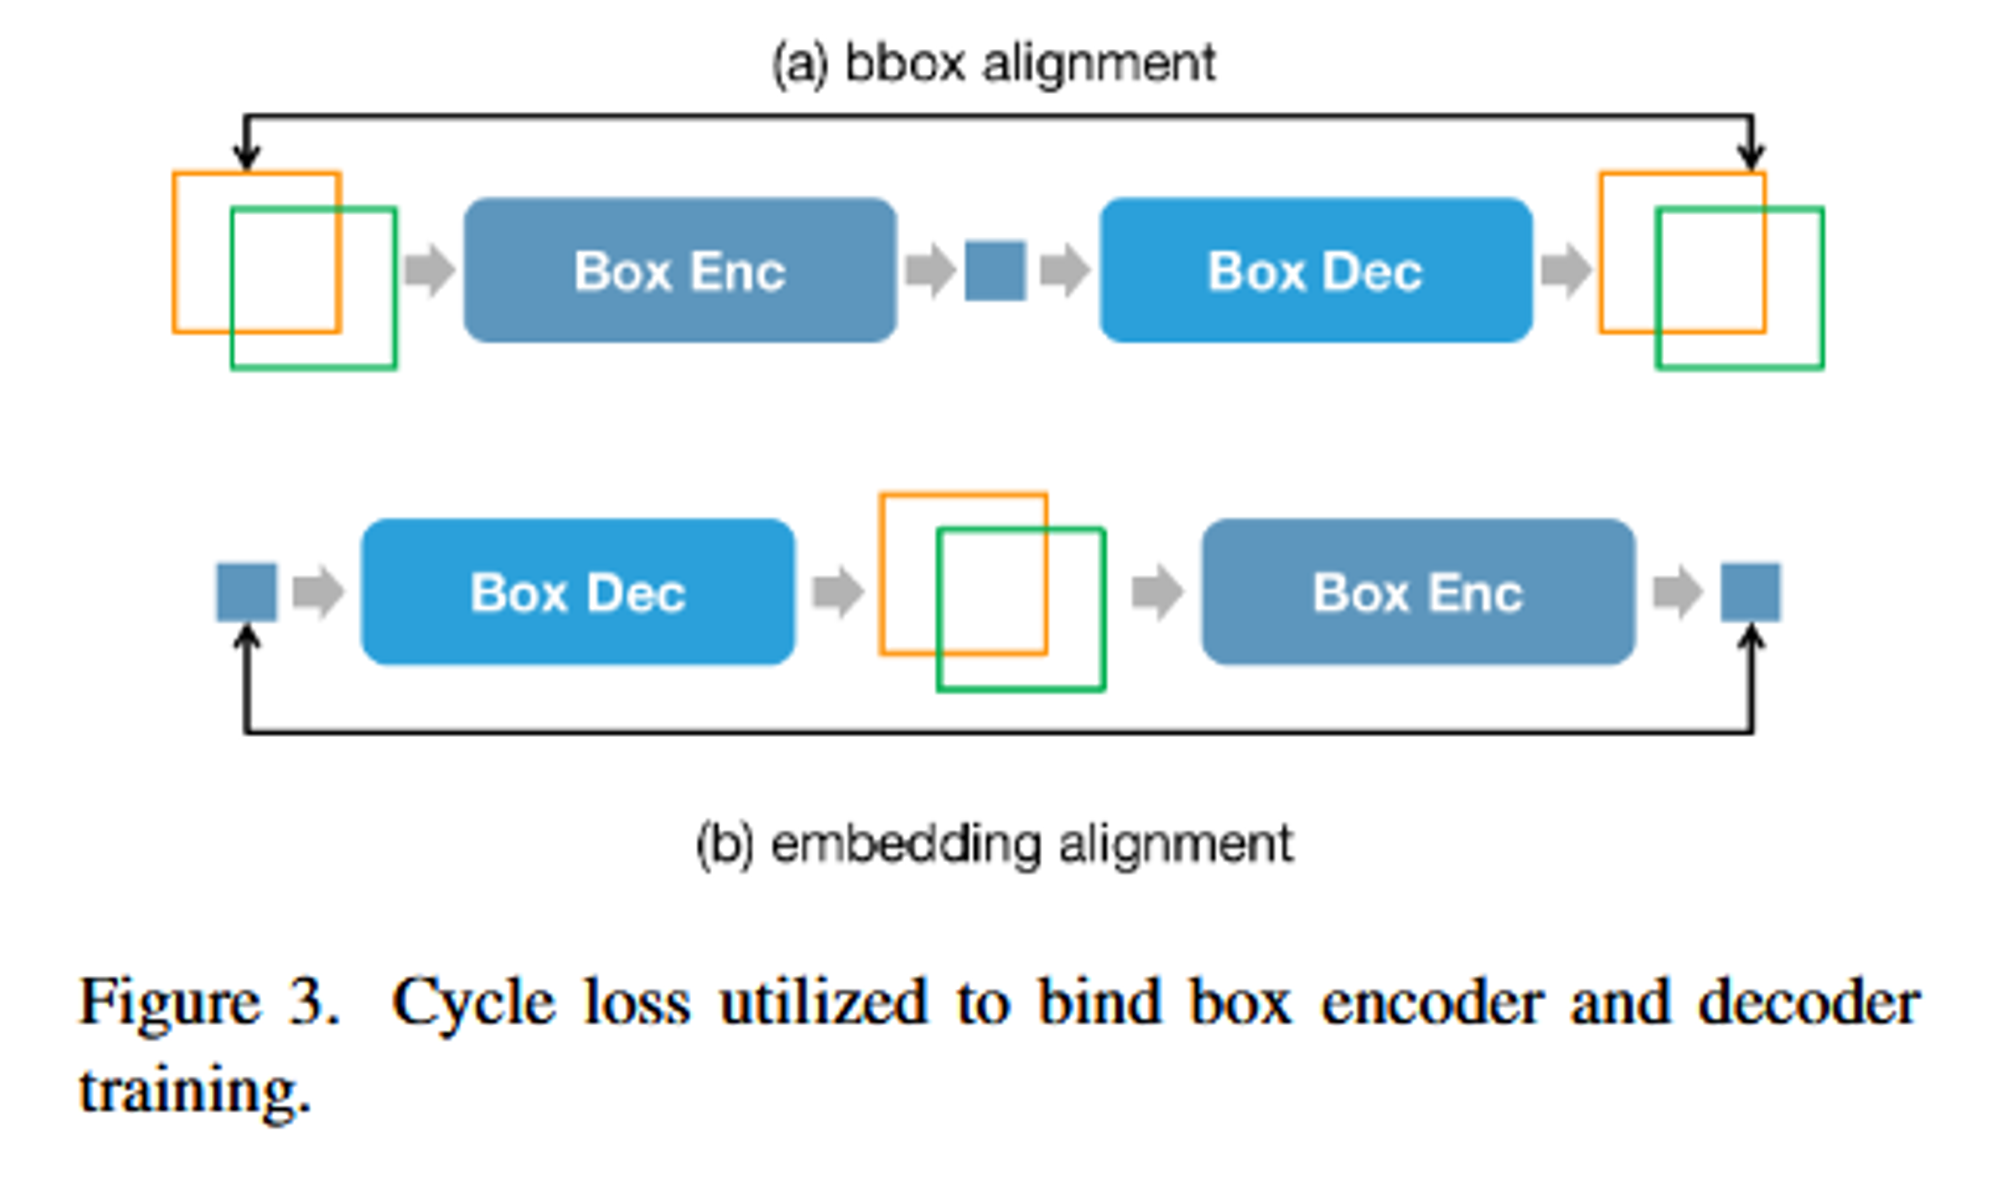 (a) bbox alignment
Box Enc
Box Dec
Box Dec
Box Enc
(b) embedding alignment
Figure 3. Cycle loss utilized to bind box encoder and decoder
training.